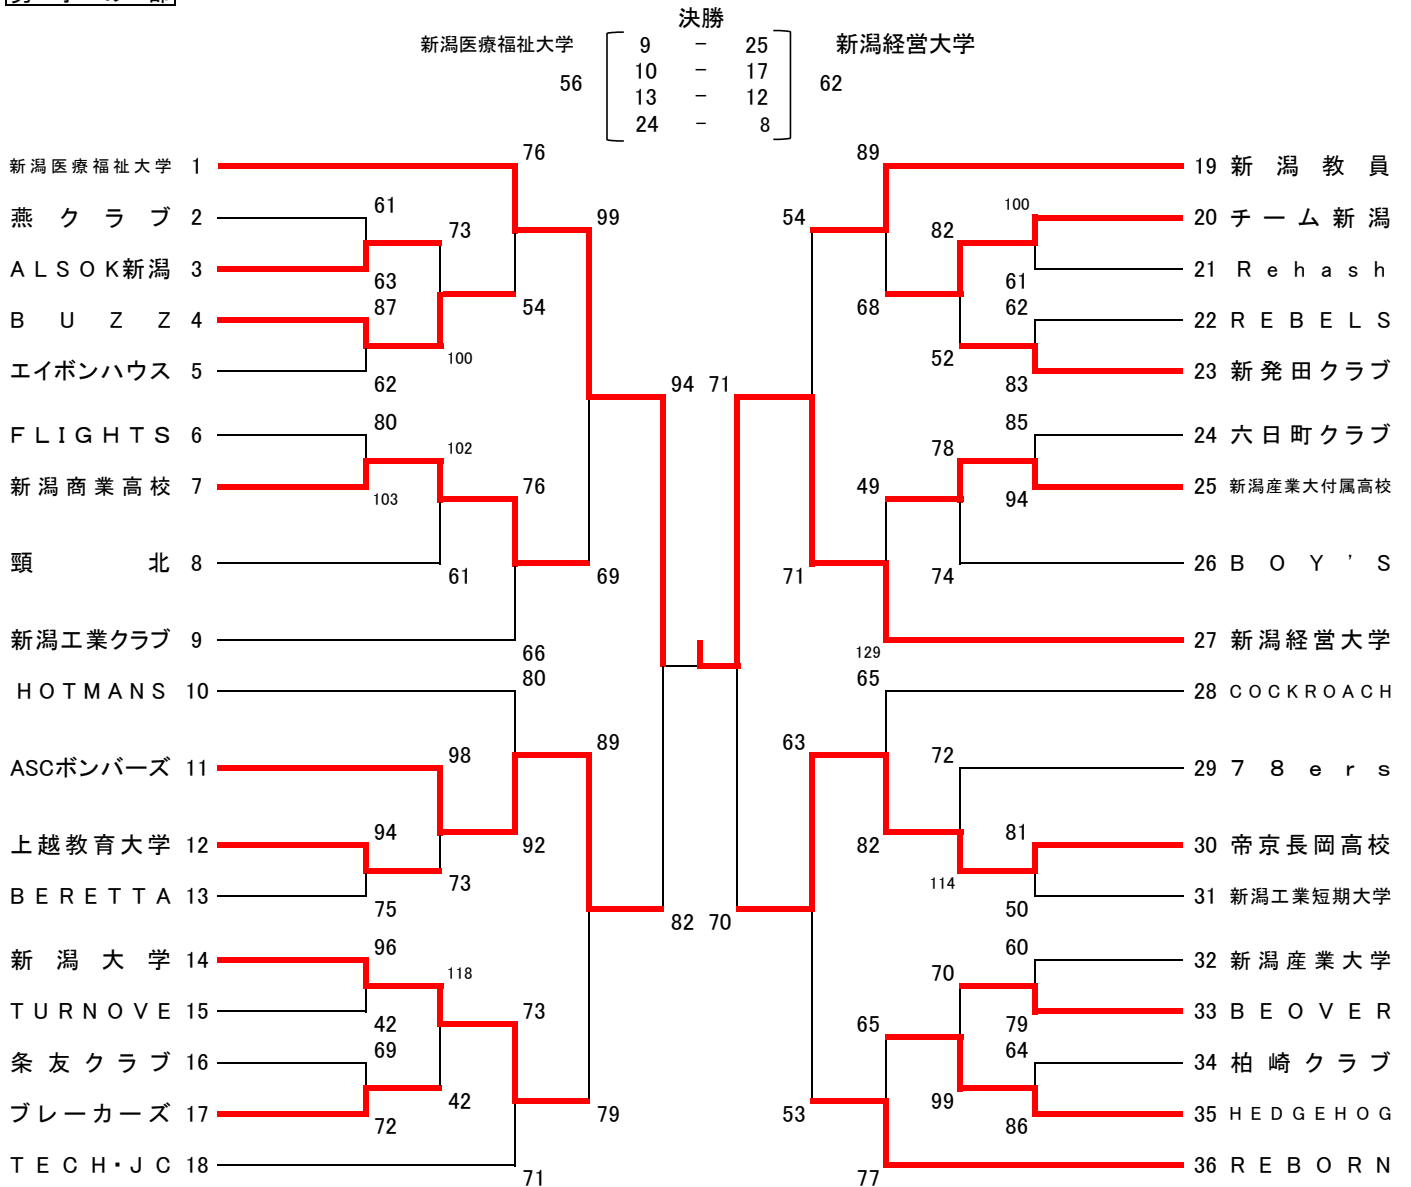 決勝
新潟医療福祉大学 9 － 25 新潟経営大学
10 － 17
56 13 － 12 62
24 － 8
76 89
新潟医療福祉大学 1 19 新潟教員
燕クラブ 2 61 73 99 54 82 100 20 チーム新潟
ALSOK新潟 3 63 61 21 Rehash
BUZZ 4 87 54 68 62 22 REBELS
エイボンハウス 5 62 100 52 83 23 新発田クラブ
94 71
FLIGHTS 6 80 102 78 85 24 六日町クラブ
新潟商業高校 7 103 76 49 94 25 新潟産業大付属高校
頸北 8 61 69 71 74 26 BOY'S
新潟工業クラブ 9 66 129 27 新潟経営大学
HOTMANS 10 80 65 28 COCKROACH
ASCボンバーズ 11 98 89 63 72 29 78ers
上越教育大学 12 94 92 82 81 30 帝京長岡高校
BERETTA 13 75 73 114 50 31 新潟工業短期大学
82 70
新潟大学 14 96 118 70 60 32 新潟産業大学
TURNOVE 15 42 73 65 79 33 BEOVER
条友クラブ 16 69 64 34 柏崎クラブ
ブレーカーズ 17 72 42 79 53 99 86 35 HEDGEHOG
TECH・JC 18 71 77 36 REBORN